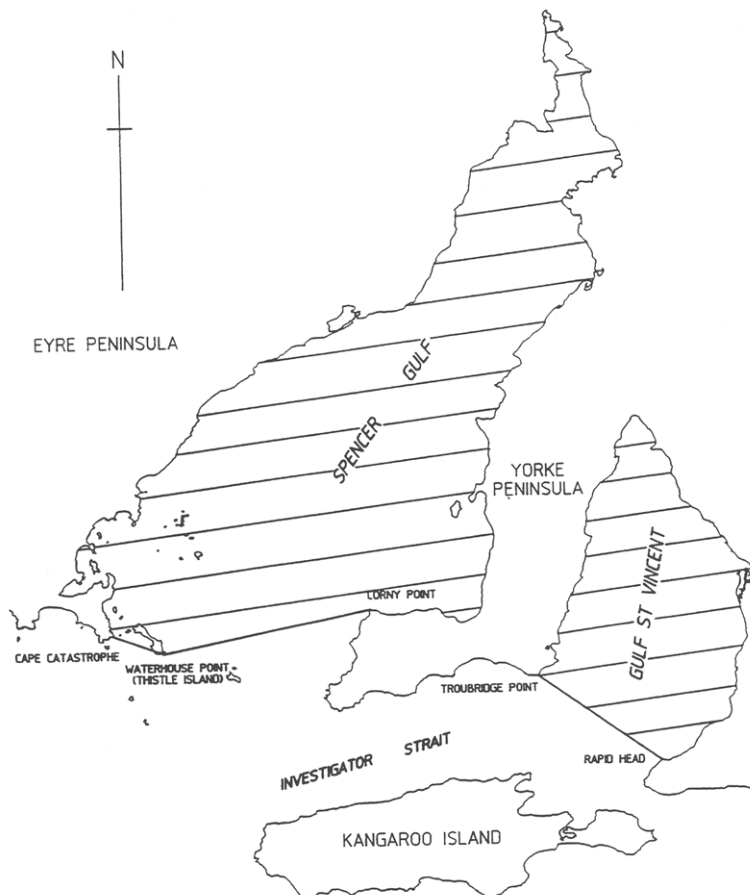 N
EYRE PENINSULA
GULF
SPENCER
YORKE
PENINSULA
GULF ST VINCENT
CORNY POINT
CAPE CATASTROPHE
WATERHOUSE POINT
(THISTLE ISLAND)
TROUBRIDGE POINT
RAPID HEAD
INVESTIGATOR STRAIT
KANGAROO ISLAND